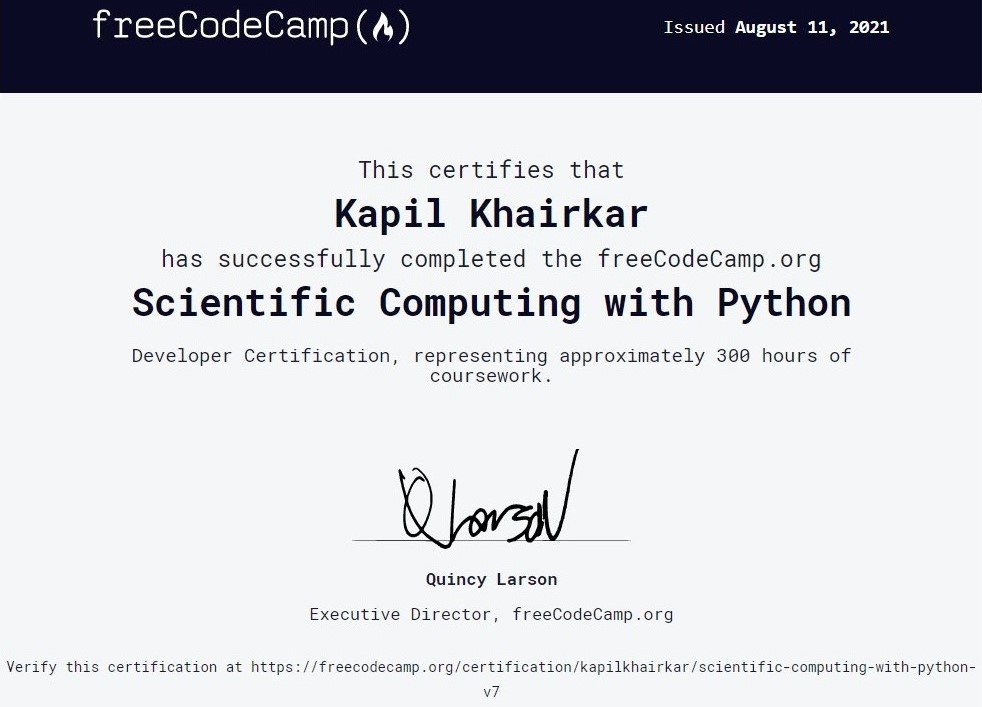 freeCodeCamp(🔥)
Issued August 11, 2021
This certifies that
Kapil Khairkar
has successfully completed the freeCodeCamp.org
Scientific Computing with Python
Developer Certification, representing approximately 300 hours of
coursework.
Q Larson
Quincy Larson
Executive Director, freeCodeCamp.org
Verify this certification at https://freecodecamp.org/certification/kapilkhairkar/scientific-computing-with-python-
v7